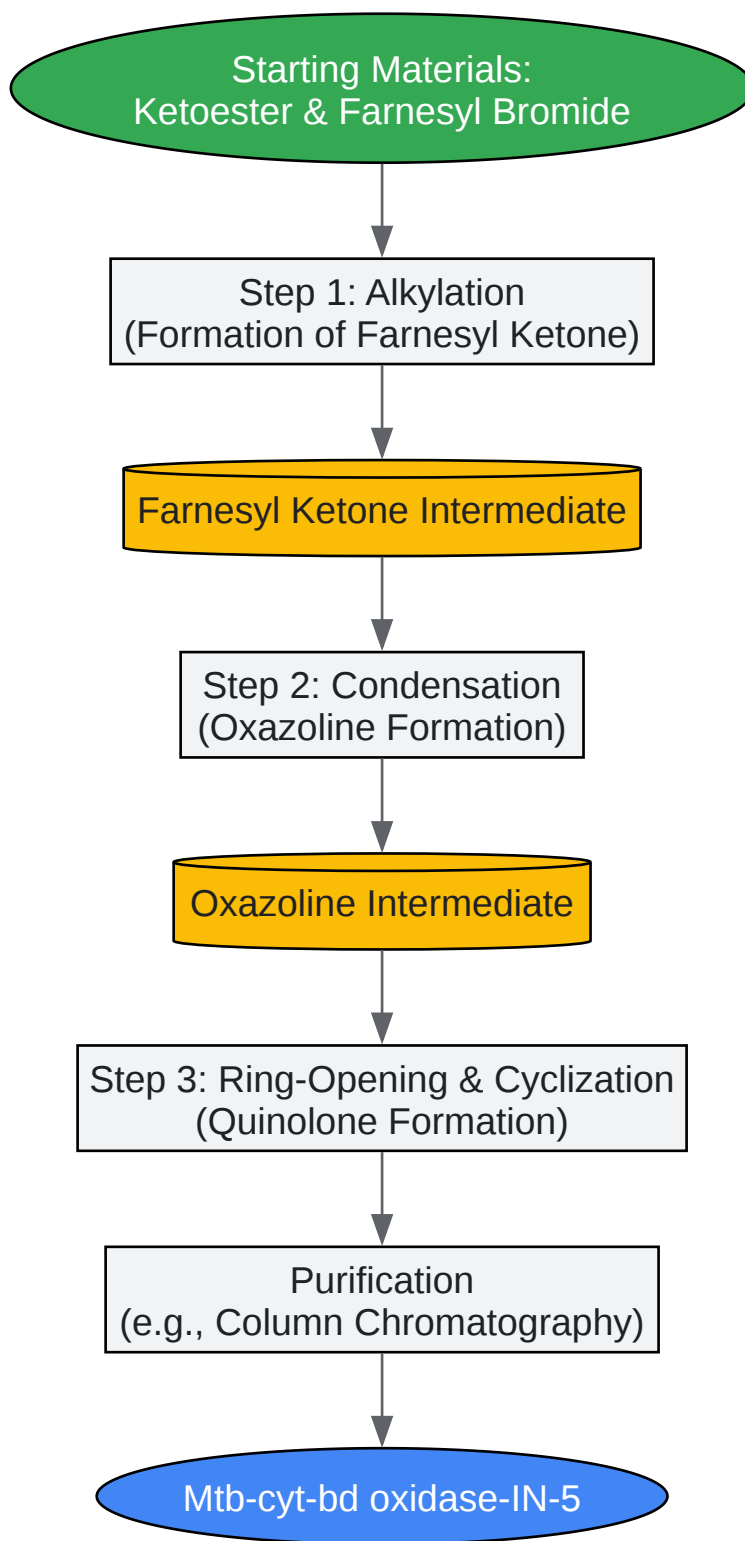 Starting Materials:
Ketoester & Farnesyl Bromide
Step 1: Alkylation
(Formation of Farnesyl Ketone)
Farnesyl Ketone Intermediate
Step 2: Condensation
(Oxazoline Formation)
Oxazoline Intermediate
Step 3: Ring-Opening & Cyclization
(Quinolone Formation)
Purification
(e.g., Column Chromatography)
Mtb-cyt-bd oxidase-IN-5